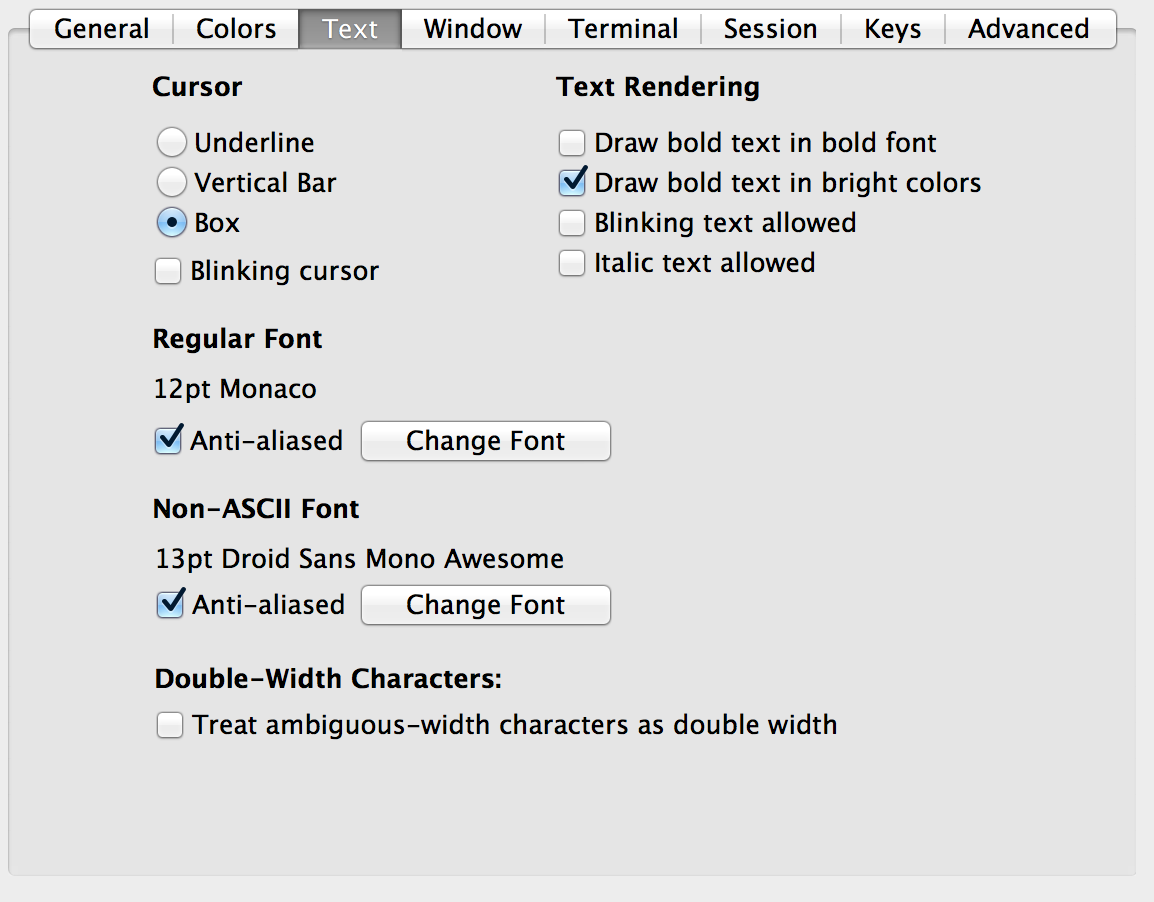 General Colors Text Window Terminal Session Keys Advanced
Cursor
Underline
Vertical Bar
Box
Blinking cursor
Text Rendering
Draw bold text in bold font
Draw bold text in bright colors
Blinking text allowed
Italic text allowed
Regular Font
12pt Monaco
Anti-aliased Change Font
Non-ASCII Font
13pt Droid Sans Mono Awesome
Anti-aliased Change Font
Double-Width Characters:
Treat ambiguous-width characters as double width